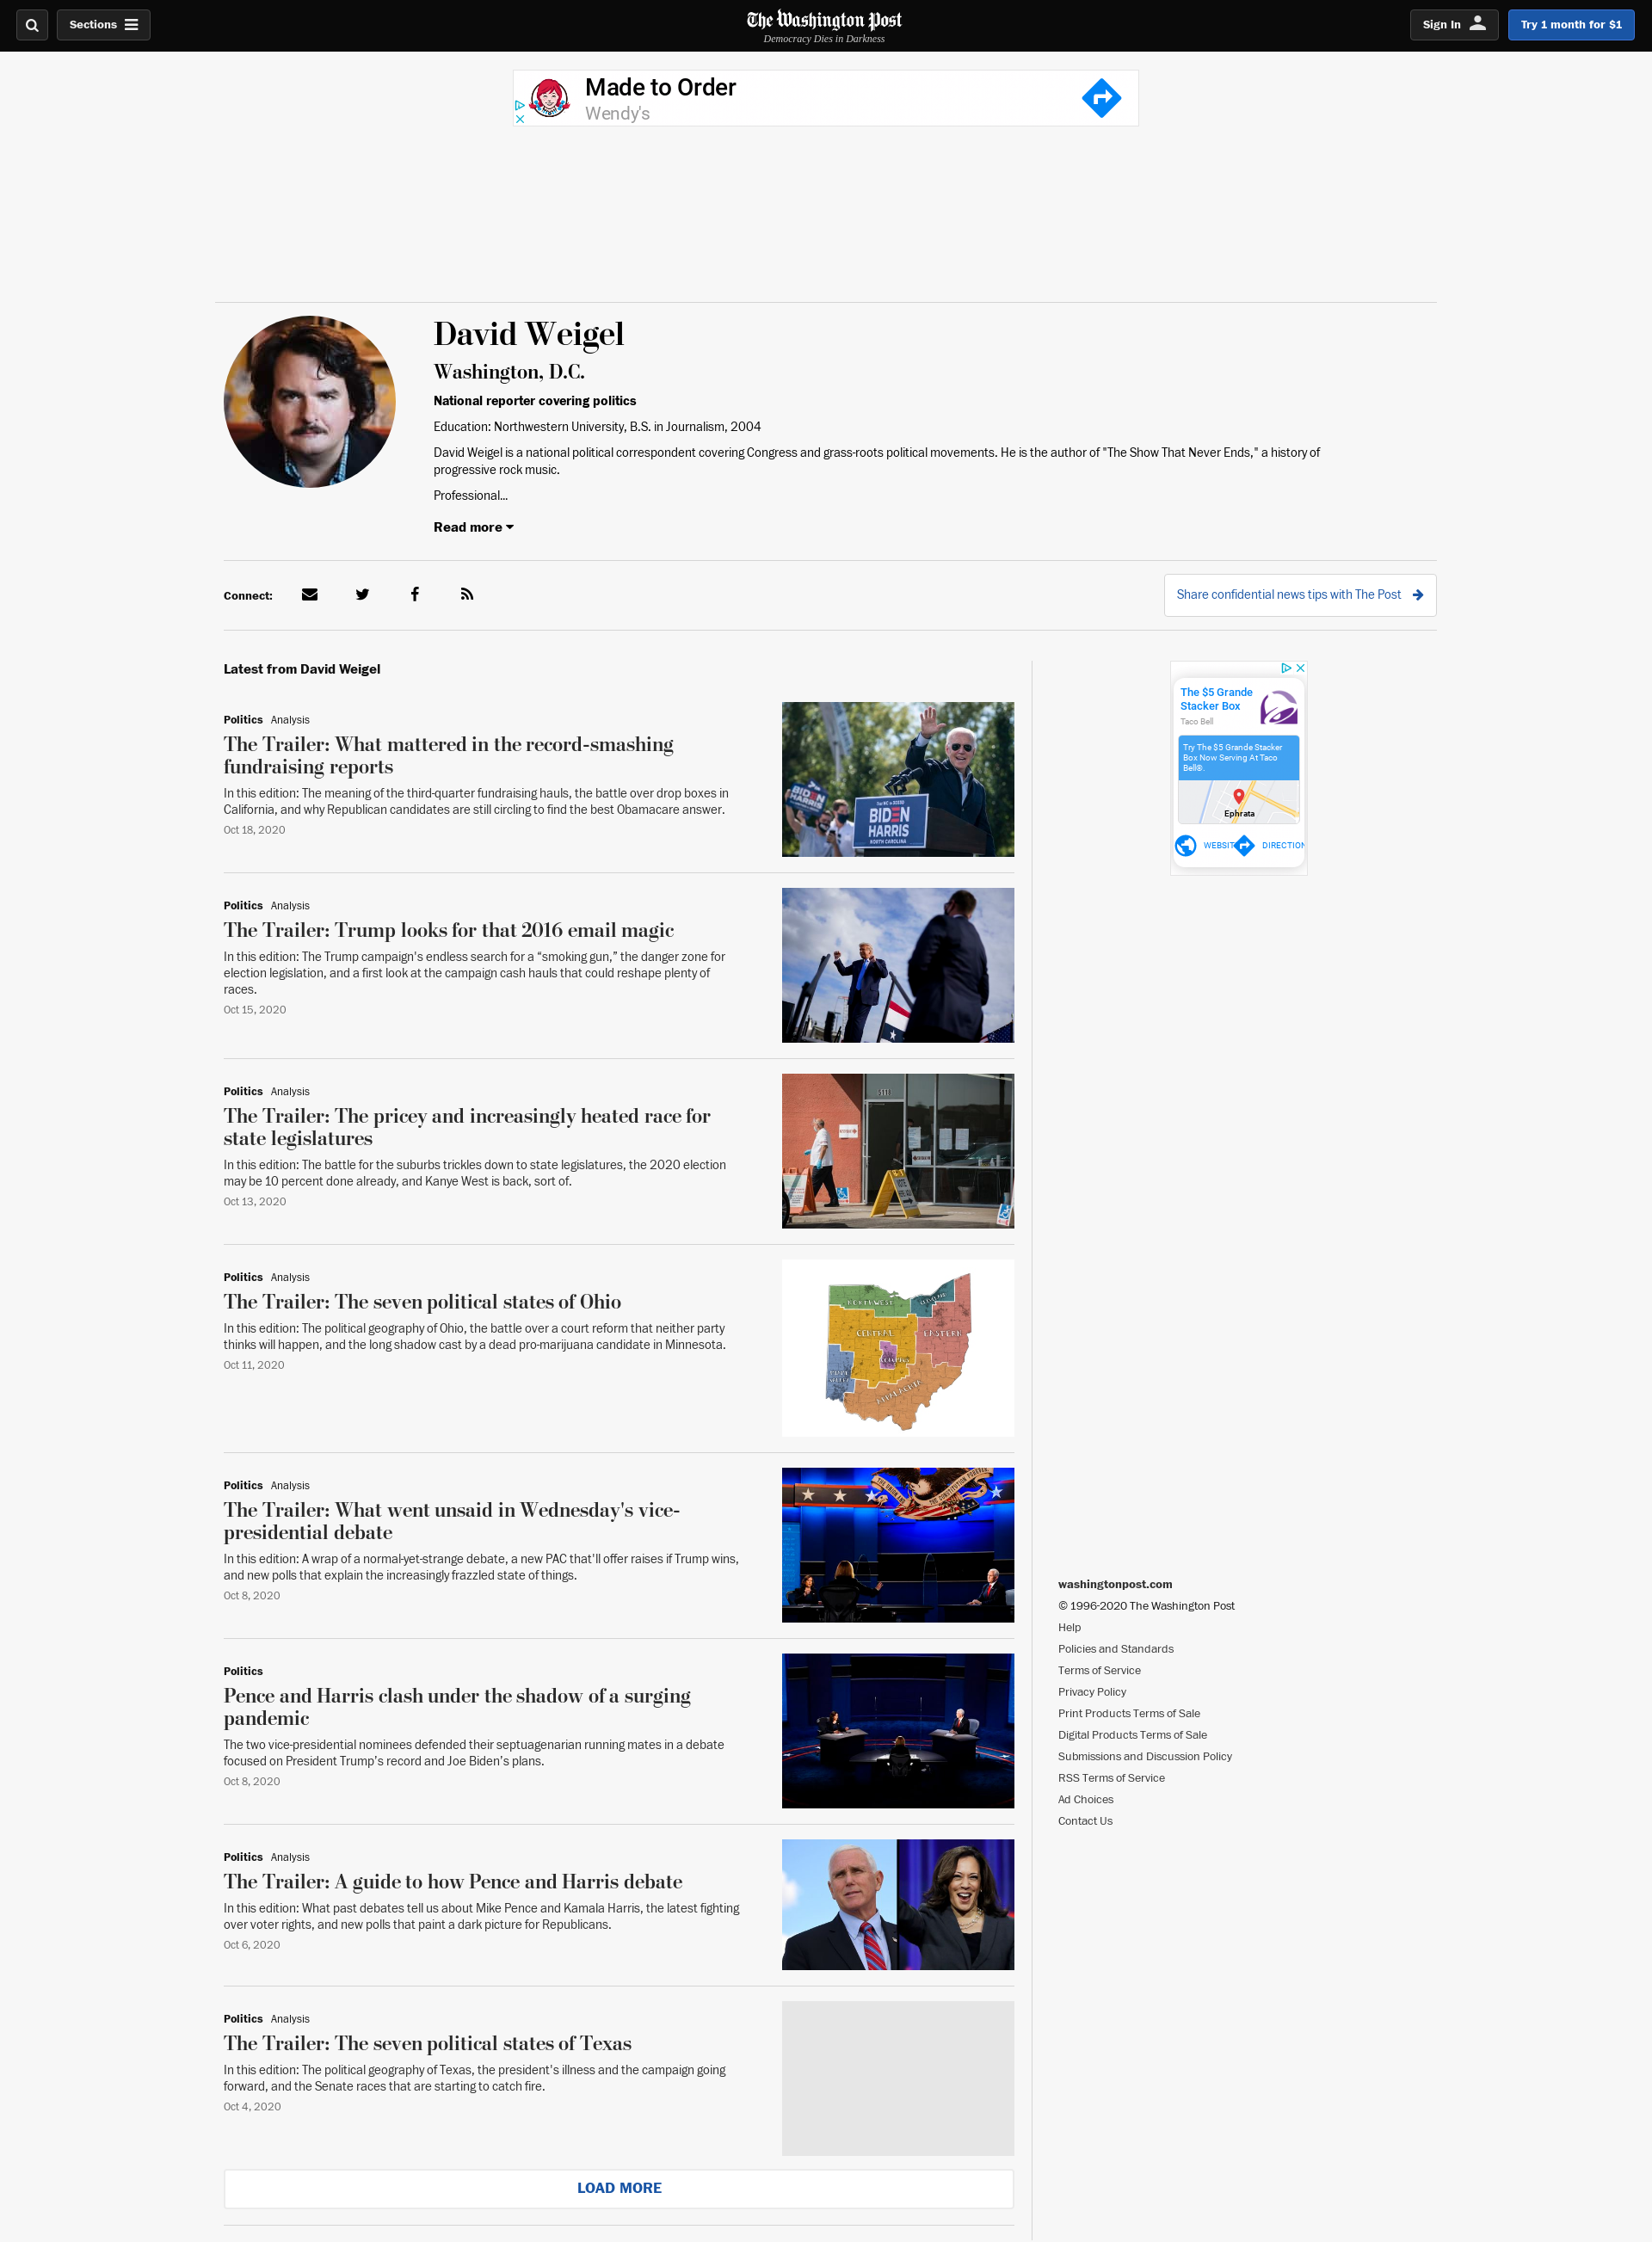 Sections
The Washington Post
Democracy Dies in Darkness
Sign In
Try 1 month for $1
Made to Order
Wendy's
David Weigel
Washington, D.C.
National reporter covering politics
Education: Northwestern University, B.S. in Journalism, 2004
David Weigel is a national political correspondent covering Congress and grass-roots political movements. He is the author of "The Show That Never Ends," a history of
progressive rock music.
Professional...
Read more
Connect:
Share confidential news tips with The Post
Latest from David Weigel
Politics Analysis
The Trailer: What mattered in the record-smashing
fundraising reports
In this edition: The meaning of the third-quarter fundraising hauls, the battle over drop boxes in
California, and why Republican candidates are still circling to find the best Obamacare answer.
Oct 18, 2020
BIDEN
HARRIS
BIDEN
HARRIS
NORTH CAROLINA
Politics Analysis
The Trailer: Trump looks for that 2016 email magic
In this edition: The Trump campaign's endless search for a “smoking gun,” the danger zone for
election legislation, and a first look at the campaign cash hauls that could reshape plenty of
races.
Oct 15, 2020
Politics Analysis
The Trailer: The pricey and increasingly heated race for
state legislatures
In this edition: The battle for the suburbs trickles down to state legislatures, the 2020 election
may be 10 percent done already, and Kanye West is back, sort of.
Oct 13, 2020
Politics Analysis
The Trailer: The seven political states of Ohio
In this edition: The political geography of Ohio, the battle over a court reform that neither party
thinks will happen, and the long shadow cast by a dead pro-marijuana candidate in Minnesota.
Oct 11, 2020
NORTHWEST
CLEVELAND
CENTRAL
EASTERN
COLUMBUS
APPALACHIA
Politics Analysis
The Trailer: What went unsaid in Wednesday's vice-
presidential debate
In this edition: A wrap of a normal-yet-strange debate, a new PAC that'll offer raises if Trump wins,
and new polls that explain the increasingly frazzled state of things.
Oct 8, 2020
Politics
Pence and Harris clash under the shadow of a surging
pandemic
The two vice-presidential nominees defended their septuagenarian running mates in a debate
focused on President Trump’s record and Joe Biden’s plans.
Oct 8, 2020
Politics Analysis
The Trailer: A guide to how Pence and Harris debate
In this edition: What past debates tell us about Mike Pence and Kamala Harris, the latest fighting
over voter rights, and new polls that paint a dark picture for Republicans.
Oct 6, 2020
Politics Analysis
The Trailer: The seven political states of Texas
In this edition: The political geography of Texas, the president's illness and the campaign going
forward, and the Senate races that are starting to catch fire.
Oct 4, 2020
LOAD MORE
The $5 Grande
Stacker Box
Taco Bell
Try The $5 Grande Stacker
Box Now Serving At Taco
Bell®.
Ephrata
WEBSIT
DIRECTION
washingtonpost.com
© 1996-2020 The Washington Post
Help
Policies and Standards
Terms of Service
Privacy Policy
Print Products Terms of Sale
Digital Products Terms of Sale
Submissions and Discussion Policy
RSS Terms of Service
Ad Choices
Contact Us